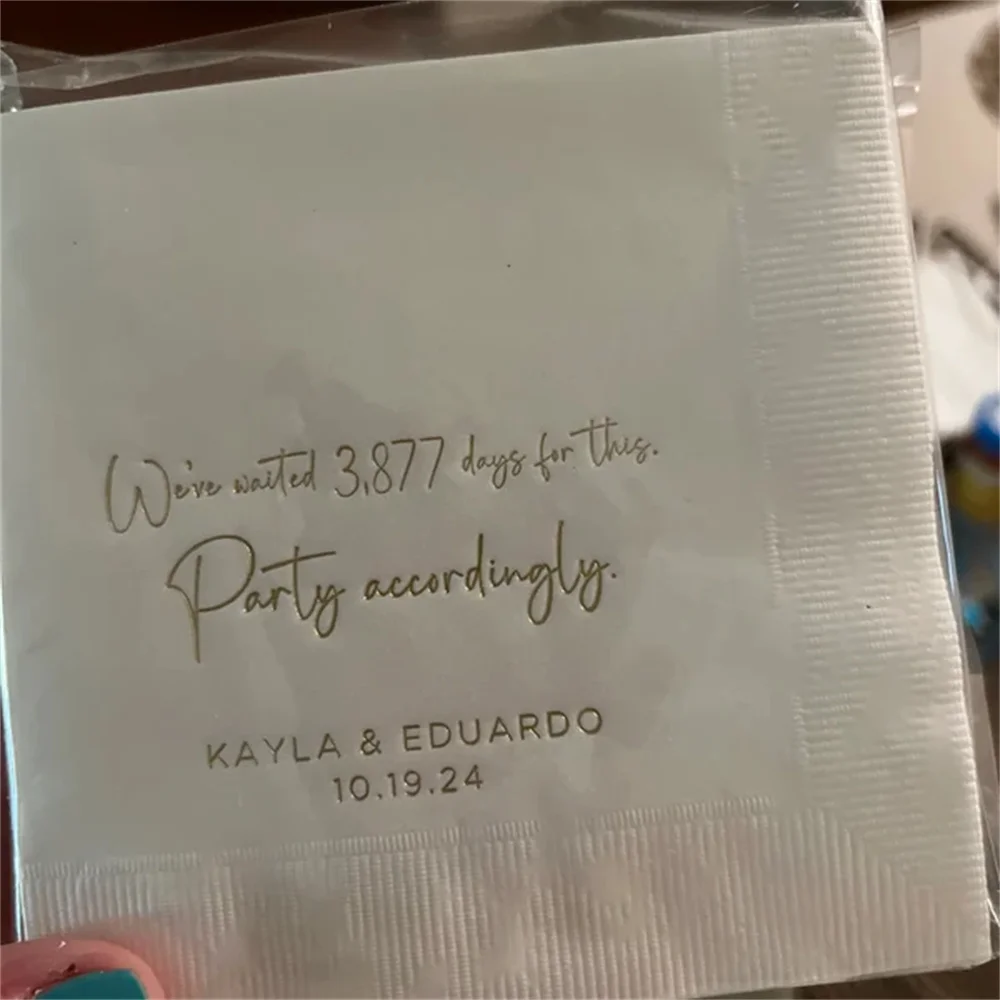 We've waited 3,877 days for this.
Party accordingly.
KAYLA & EDUARDO
10.19.24